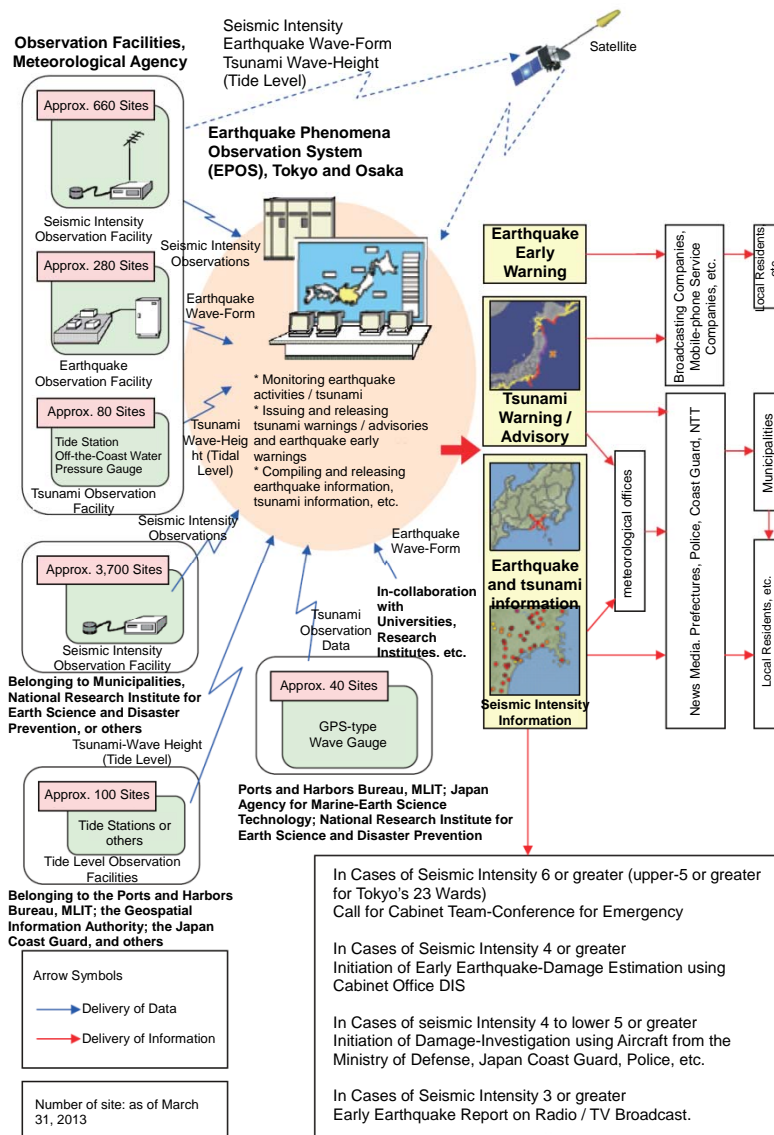 Observation Facilities,
Meteorological Agency
Seismic Intensity
Earthquake Wave-Form
Tsunami Wave-Height
(Tide Level)
Satellite
Approx. 660 Sites
Seismic Intensity
Observation Facility
Approx. 280 Sites
Earthquake
Observation Facility
Approx. 80 Sites
Tide Station
Off-the-Coast Water
Pressure Gauge
Tsunami Observation
Facility
Earthquake Phenomena
Observation System
(EPOS), Tokyo and Osaka
Seismic Intensity
Observations
Earthquake
Wave-Form
Tsunami
Wave-Heig
ht (Tidal
Level)
* Monitoring earthquake
activities / tsunami
* Issuing and releasing
tsunami warnings / advisories
and earthquake early
warnings
* Compiling and releasing
earthquake information,
tsunami information, etc.
Earthquake
Early
Warning
Tsunami
Warning /
Advisory
Earthquake
and tsunami
information
Seismic Intensity
Information
meteorological offices
Broadcasting Companies,
Mobile-phone Service
Companies, etc.
Local Residents,
etc.
News Media. Prefectures, Police, Coast Guard, NTT
Municipalities
Local Residents, etc.
Seismic Intensity
Observations
Approx. 3,700 Sites
Seismic Intensity
Observation Facility
Belonging to Municipalities,
National Research Institute for
Earth Science and Disaster
Prevention, or others
Earthquake
Wave-Form
In-collaboration
with
Universities,
Research
Institutes. etc.
Tsunami
Observation
Data
Approx. 40 Sites
GPS-type
Wave Gauge
Ports and Harbors Bureau, MLIT; Japan
Agency for Marine-Earth Science
Technology; National Research Institute for
Earth Science and Disaster Prevention
Tsunami-Wave Height
(Tide Level)
Approx. 100 Sites
Tide Stations or
others
Tide Level Observation
Facilities
Belonging to the Ports and Harbors
Bureau, MLIT; the Geospatial
Information Authority; the Japan
Coast Guard, and others
Arrow Symbols
Delivery of Data
Delivery of Information
Number of site: as of March
31, 2013
In Cases of Seismic Intensity 6 or greater (upper-5 or greater
for Tokyo's 23 Wards)
Call for Cabinet Team-Conference for Emergency
In Cases of Seismic Intensity 4 or greater
Initiation of Early Earthquake-Damage Estimation using
Cabinet Office DIS
In Cases of seismic Intensity 4 to lower 5 or greater
Initiation of Damage-Investigation using Aircraft from the
Ministry of Defense, Japan Coast Guard, Police, etc.
In Cases of Seismic Intensity 3 or greater
Early Earthquake Report on Radio / TV Broadcast.